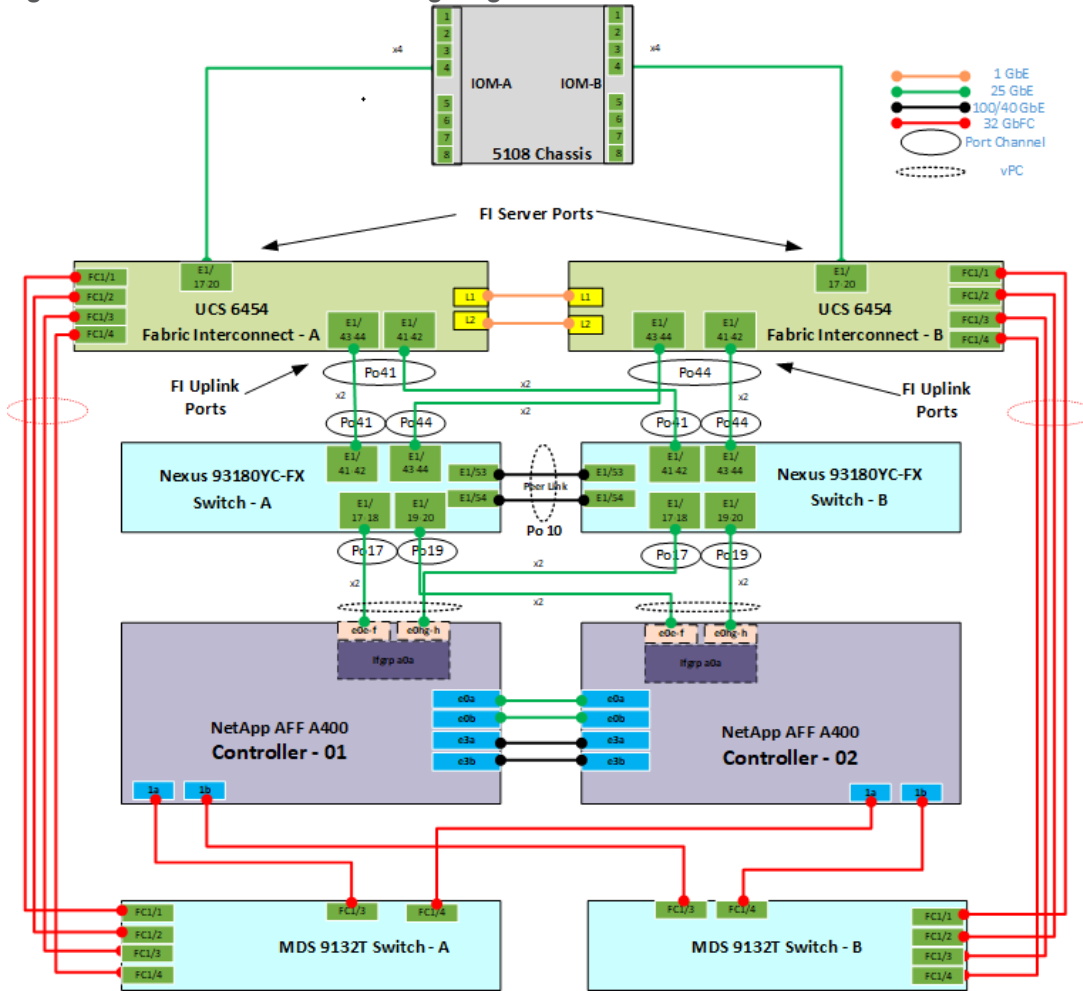 1
2
3
4
5
6
7
8
IOM-A
IOM-B
1
2
3
4
5
6
7
8
5108 Chassis
x4
x4
1 GbE
25 GbE
100/40 GbE
32 GbFC
Port Channel
vPC
FI Server Ports
FC1/1
FC1/2
FC1/3
FC1/4
E1/
17-20
UCS 6454
Fabric Interconnect - A
L1
L2
E1/
43-44
E1/
41-42
L1
L2
E1/
17-20
UCS 6454
Fabric Interconnect - B
E1/
43-44
E1/
41-42
FC1/1
FC1/2
FC1/3
FC1/4
FI Uplink
Ports
Po41
Po44
FI Uplink
Ports
x2
x2
x2
x2
Po41
Po44
Po41
Po44
Nexus 93180YC-FX
Switch - A
E1/
41-42
E1/
43-44
E1/53
E1/54
E1/
17-18
E1/
19-20
Peer Link
Po 10
E1/53
E1/54
E1/
41-42
E1/
43-44
E1/
17-18
E1/
19-20
Nexus 93180YC-FX
Switch - B
Po17
Po19
Po17
Po19
x2
x2
x2
x2
e0e-f
e0hg-h
Ifgrp a0a
e0e-f
e0hg-h
Ifgrp a0a
NetApp AFF A400
Controller - 01
e0a
e0b
e3a
e3b
e0a
e0b
e3a
e3b
NetApp AFF A400
Controller - 02
1a
1b
1a
1b
FC1/1
FC1/2
FC1/3
FC1/4
FC1/3
FC1/4
MDS 9132T Switch - A
FC1/3
FC1/4
MDS 9132T Switch - B
FC1/1
FC1/2
FC1/3
FC1/4